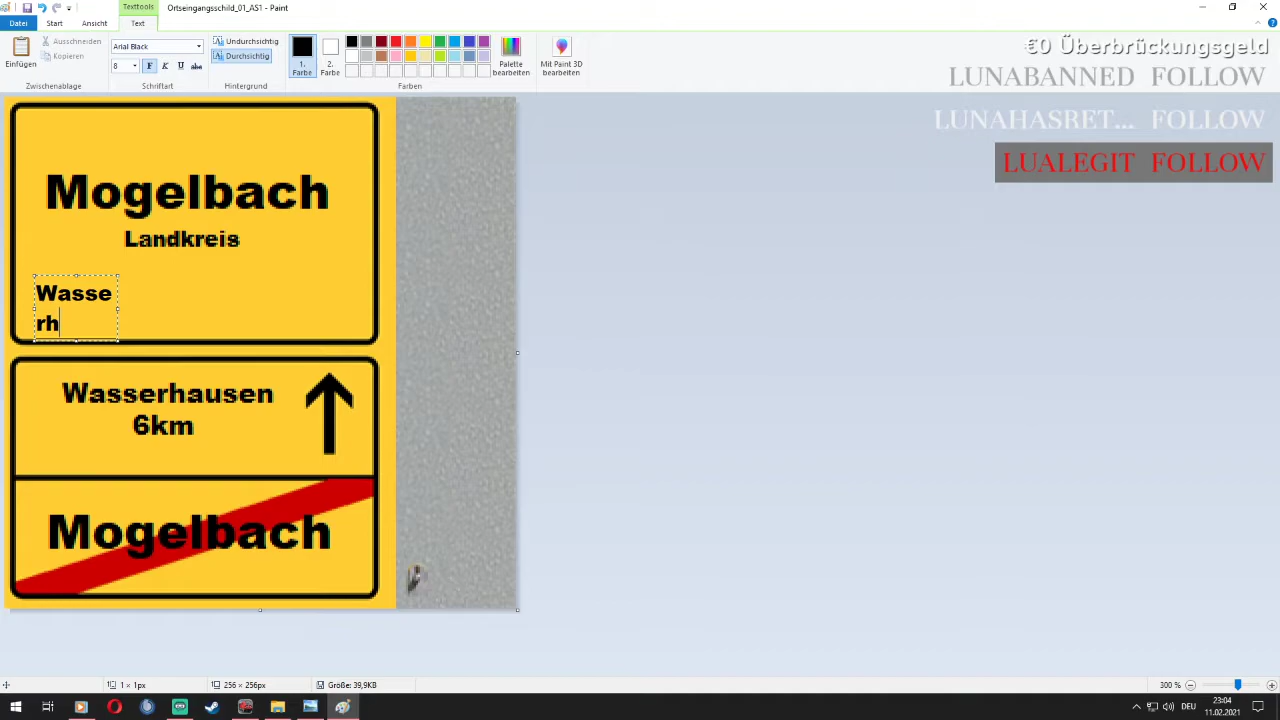 Texttools
Ortseingangsschild_01_AS1 - Paint
Datei Start Ansicht Text
€0 Überbrückungsgeld
Einfügen
Ausschneiden
Kopieren
Arial Black
8
F K U abc
Undurchsichtig
Durchsichtig
1.
Farbe
2.
Farbe
Palette
bearbeiten
Mit Paint 3D
bearbeiten
Zwischenablage Schriftart Hintergrund Farben
LUNABANNED FOLLOW
LUNAHASRET... FOLLOW
LUALEGIT FOLLOW
Mogelbach
Landkreis
Wasse
rh
Wasserhausen
6km
Mogelbach
1 × 1px 256 × 256px Größe: 39,9KB 300 %
DEU 23:04
11.02.2021